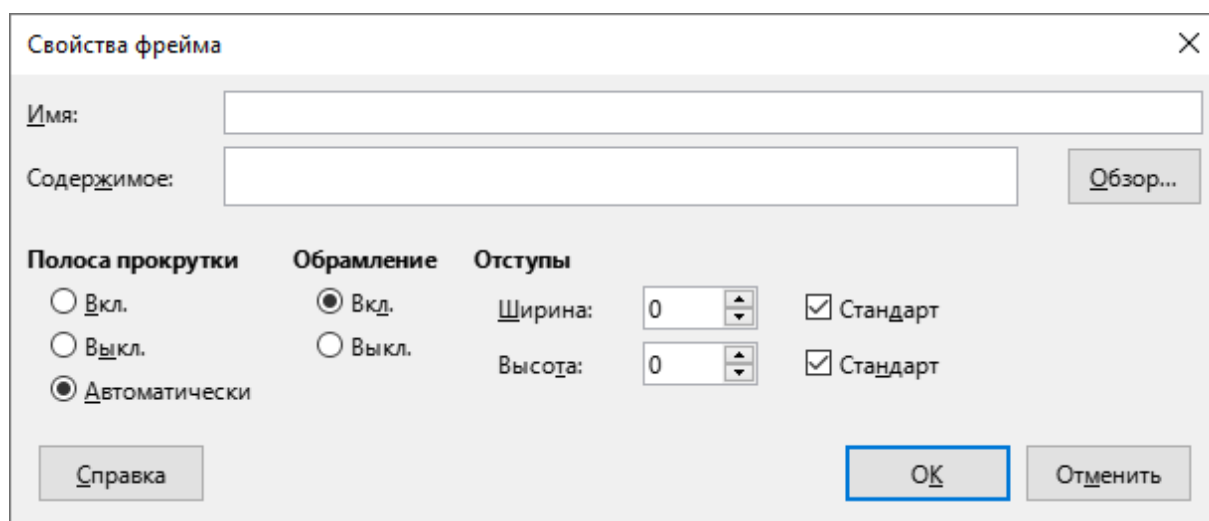 Свойства фрейма
Имя:
Содержимое: Обзор...
Полоса прокрутки Обрамление Отступы
Вкл. Вкл. Ширина: 0 Стандарт
Выкл. Выкл. Высота: 0 Стандарт
Автоматически
Справка ОК Отменить